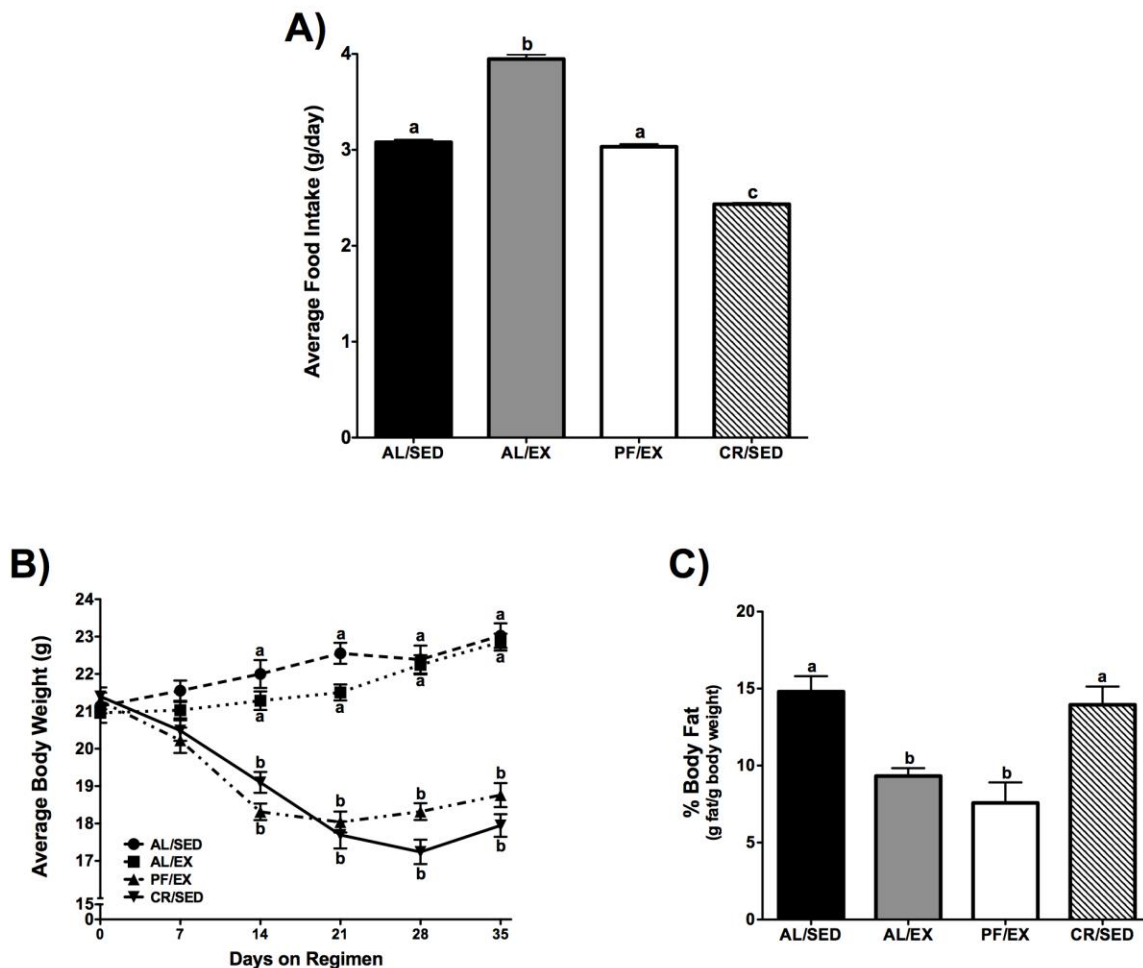 A)
Average Food Intake (g/day)
4
3
2
1
0
a
b
a
c
AL/SED AL/EX PF/EX CR/SED
B)
Average Body Weight (g)
23
22
21
20
19
18
17
15
0
a a a
a a a a
b b b b
b b b b
AL/SED
AL/EX
PF/EX
CR/SED
0 7 14 21 28 35
Days on Regimen
C)
% Body Fat
(g fat/g body weight)
20
15
10
5
0
a
b
b
a
AL/SED AL/EX PF/EX CR/SED